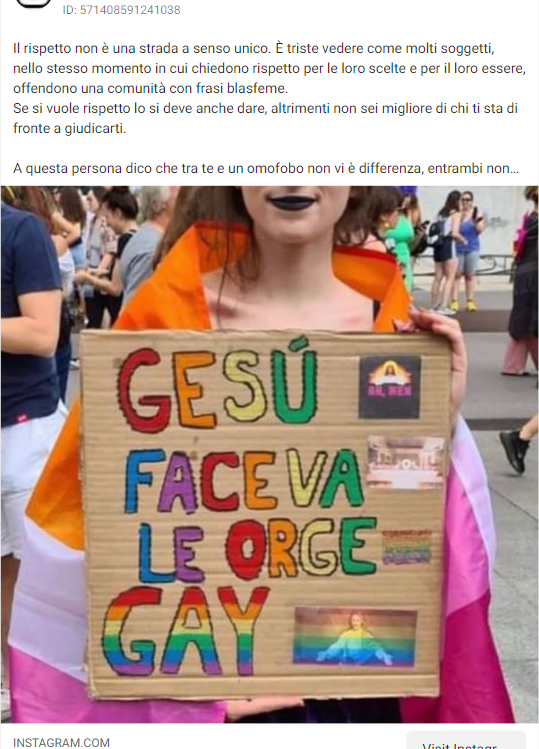 ID: 571408591241038
Il rispetto non è una strada a senso unico. È triste vedere come molti soggetti,
nello stesso momento in cui chiedono rispetto per le loro scelte e per il loro essere,
offendono una comunità con frasi blasfeme.
Se si vuole rispetto lo si deve anche dare, altrimenti non sei migliore di chi ti sta di
fronte a giudicarti.
A questa persona dico che tra te e un omofobo non vi è differenza, entrambi non...
GESÚ
AH, MEN
FACEVA
LE ORGE
GAY
INSTAGRAM.COM
Visit Instagr